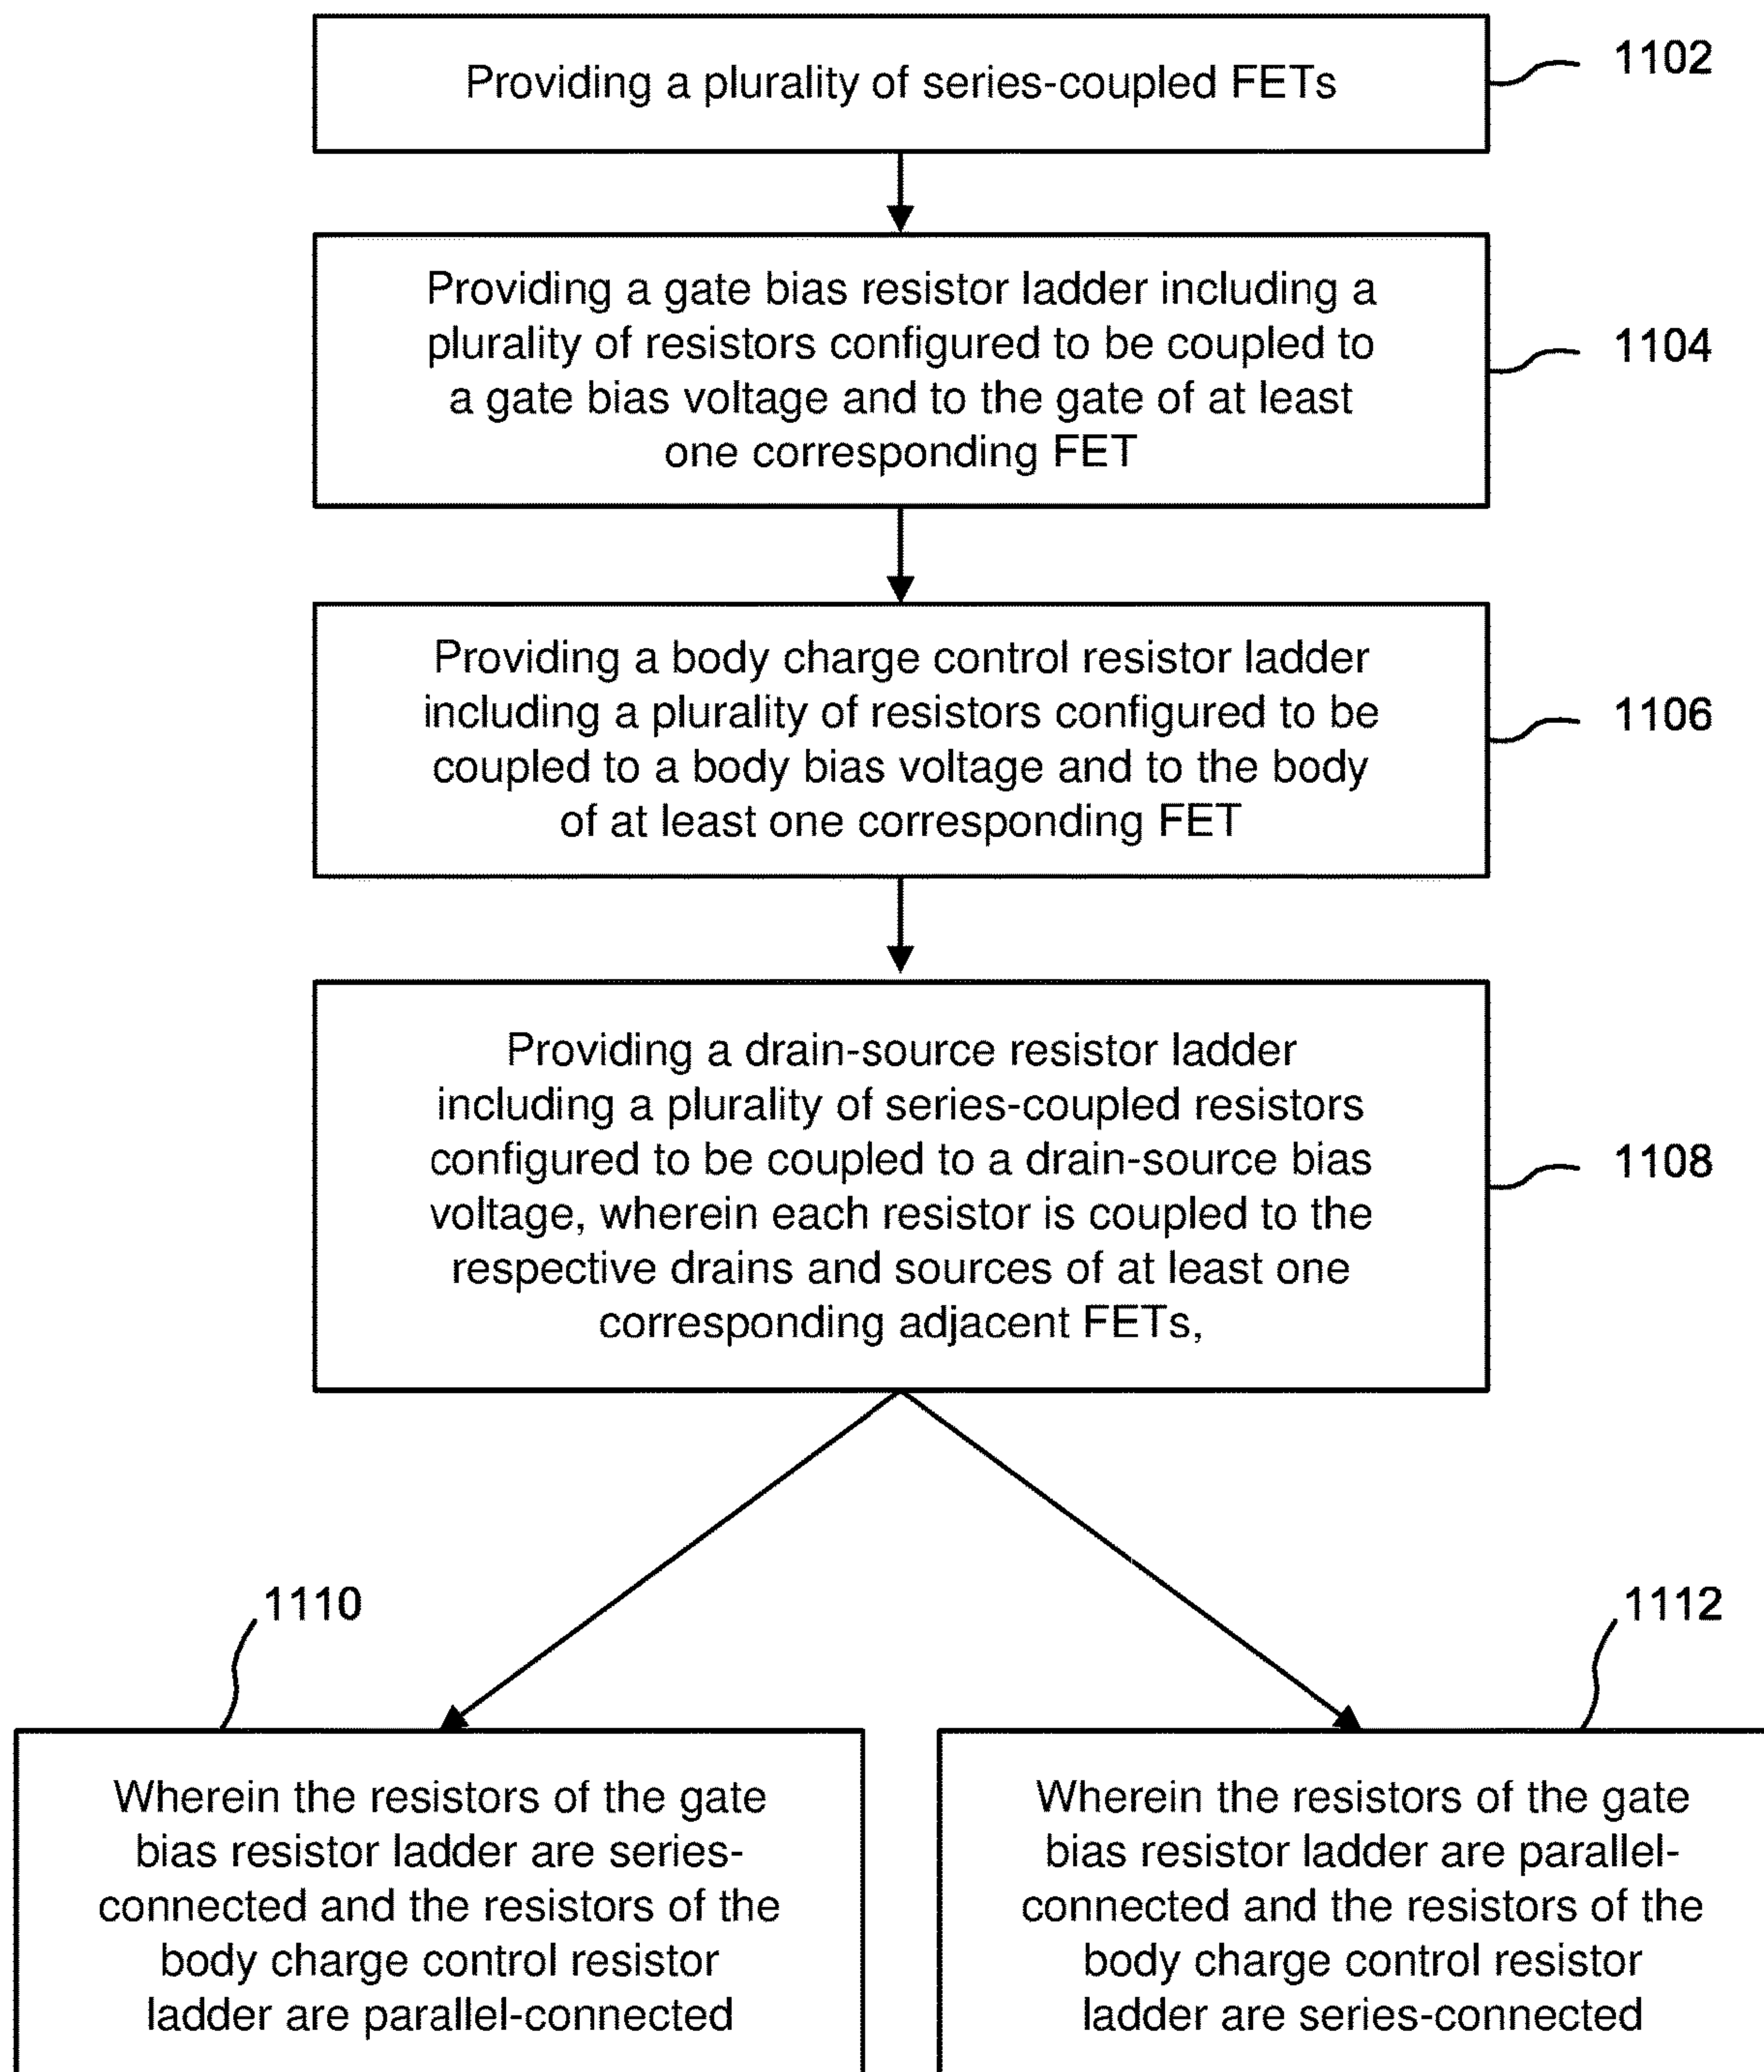 Providing a plurality of series-coupled FETs
1102
Providing a gate bias resistor ladder including a
plurality of resistors configured to be coupled to
a gate bias voltage and to the gate of at least
one corresponding FET
1104
Providing a body charge control resistor ladder
including a plurality of resistors configured to be
coupled to a body bias voltage and to the body
of at least one corresponding FET
1106
Providing a drain-source resistor ladder
including a plurality of series-coupled resistors
configured to be coupled to a drain-source bias
voltage, wherein each resistor is coupled to the
respective drains and sources of at least one
corresponding adjacent FETs,
1108
1110
Wherein the resistors of the gate
bias resistor ladder are series-
connected and the resistors of the
body charge control resistor
ladder are parallel-connected
1112
Wherein the resistors of the gate
bias resistor ladder are parallel-
connected and the resistors of the
body charge control resistor
ladder are series-connected